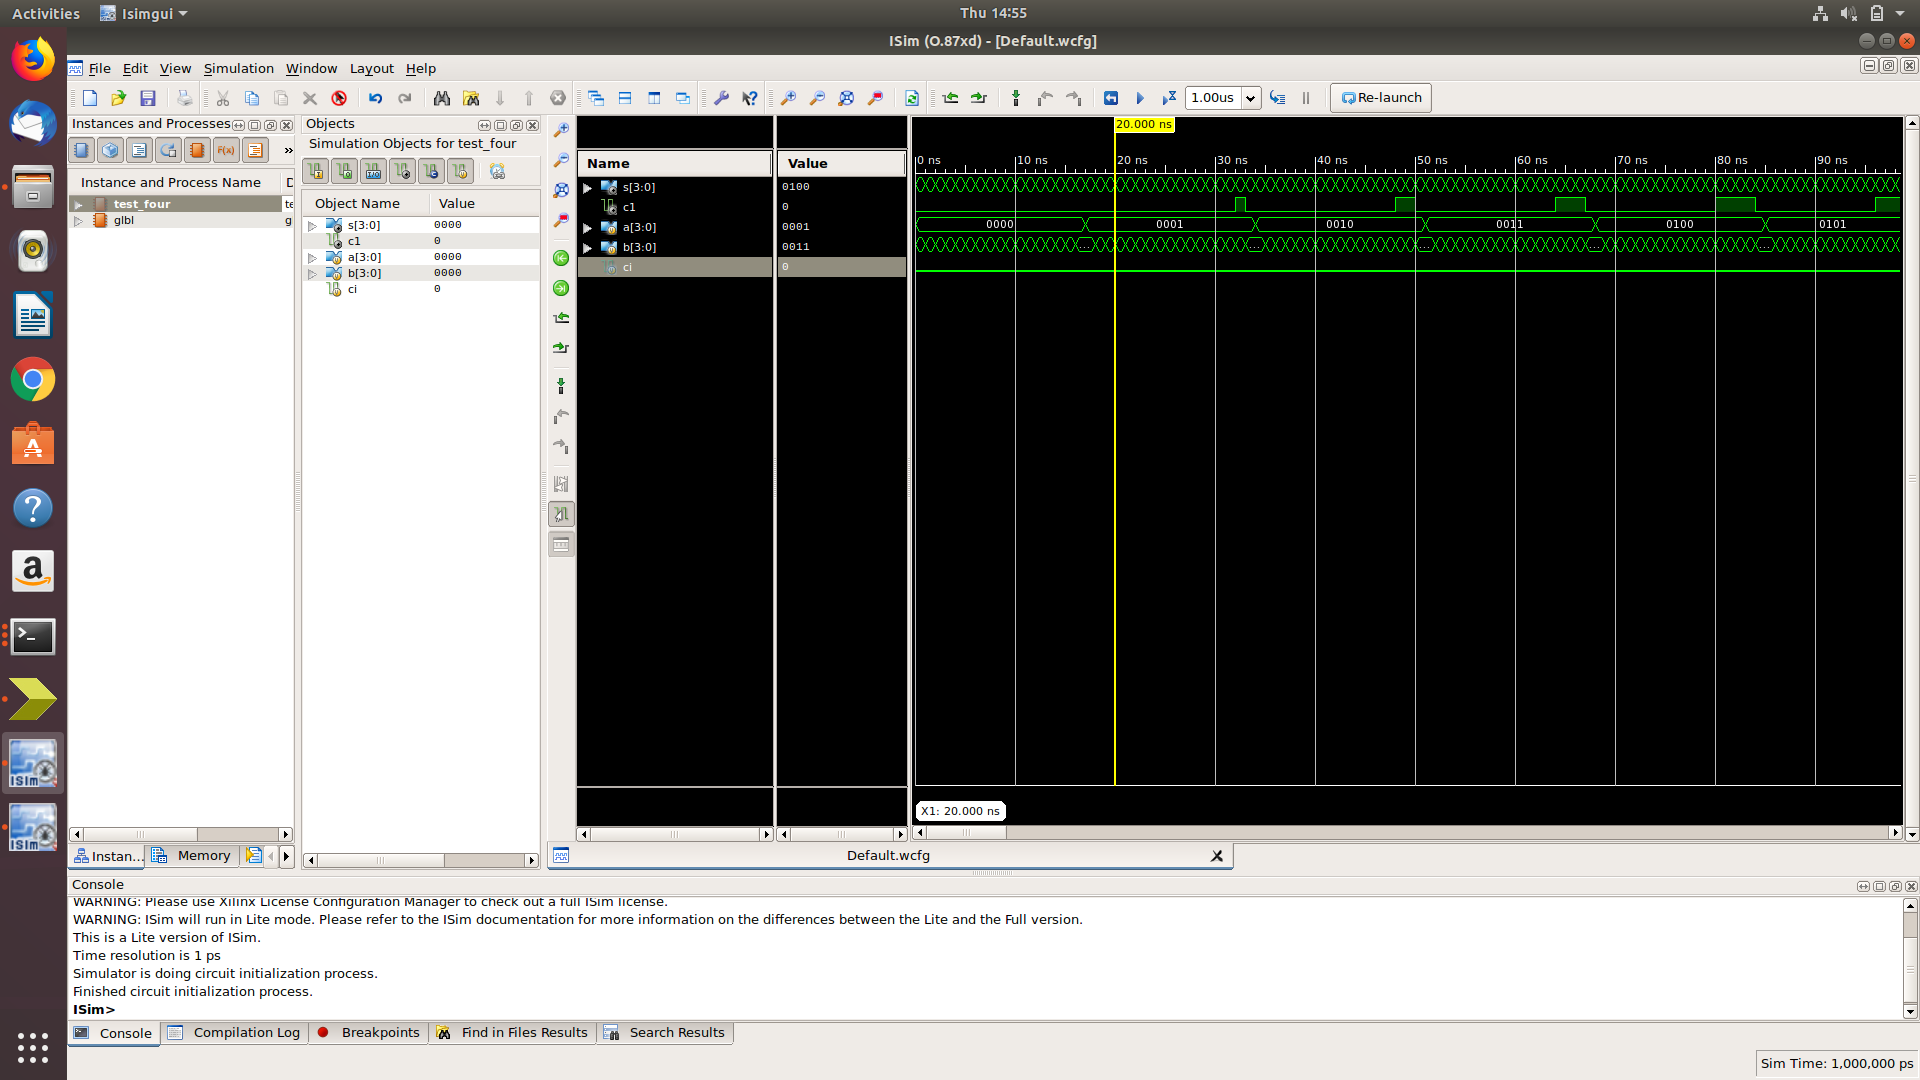 Activities
Isimgui
Thu 14:55
ISim (O.87xd) - [Default.wcfg]
File Edit View Simulation Window Layout Help
1.00us
Re-launch
Instances and Processes
Instance and Process Name
test_four
glbl
g
Instan...
Memory
Objects
Simulation Objects for test_four
Object Name Value
s[3:0] 0000
c1 0
a[3:0] 0000
b[3:0] 0000
ci 0
Name Value
s[3:0] 0100
c1 0
a[3:0] 0001
b[3:0] 0011
ci 0
20.000 ns
0 ns 10 ns 20 ns 30 ns 40 ns 50 ns 60 ns 70 ns 80 ns 90 ns
0000 0001 0010 0011 0100 0101
X1: 20.000 ns
Default.wcfg
Console
WARNING: Please use Xilinx License Configuration Manager to check out a full ISim license.
WARNING: ISim will run in Lite mode. Please refer to the ISim documentation for more information on the differences between the Lite and the Full version.
This is a Lite version of ISim.
Time resolution is 1 ps
Simulator is doing circuit initialization process.
Finished circuit initialization process.
ISim>
Console Compilation Log Breakpoints Find in Files Results Search Results
Sim Time: 1,000,000 ps